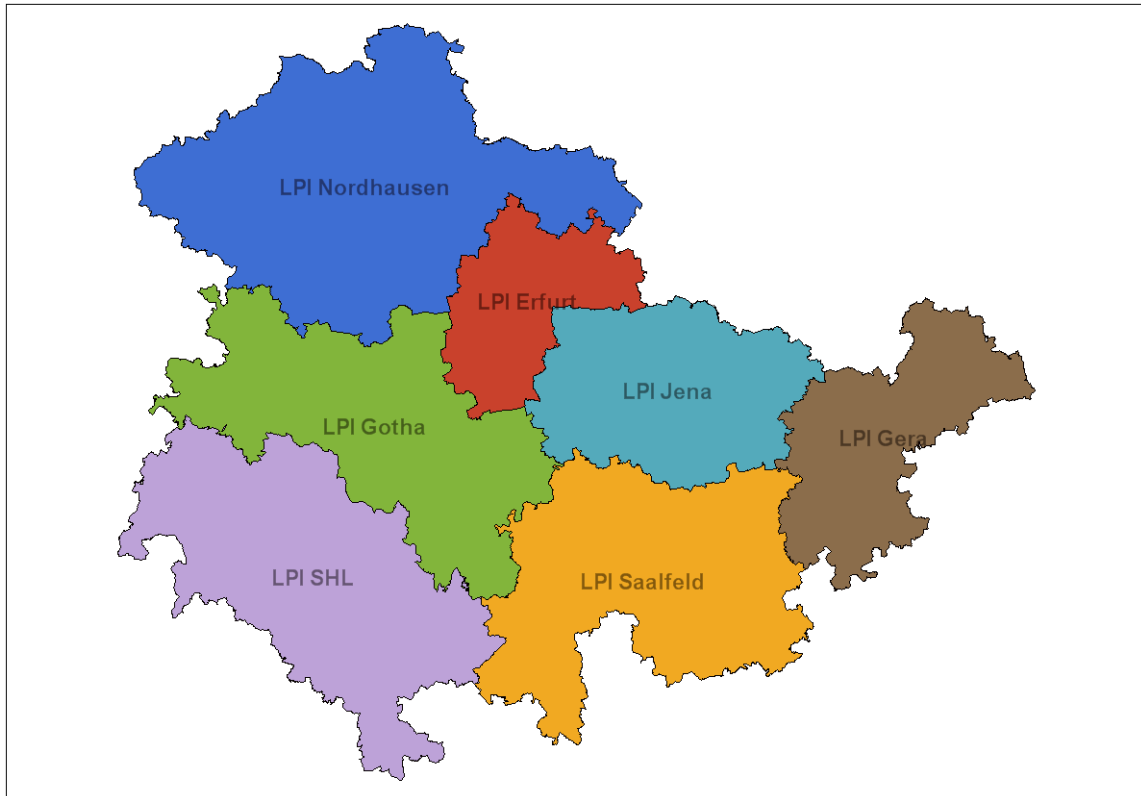 LPI Nordhausen
LPI Erfurt
LPI Jena
LPI Gotha
LPI Gera
LPI SHL
LPI Saalfeld